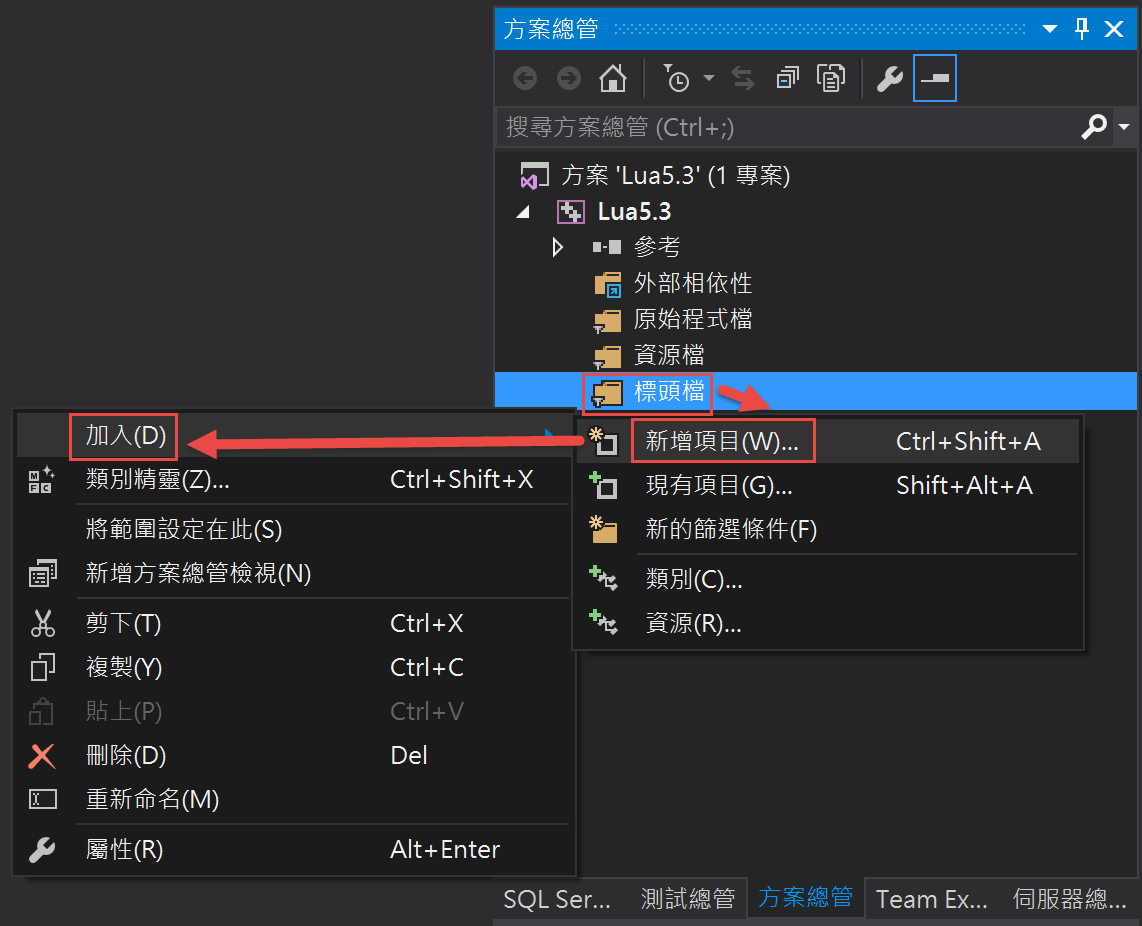 方案總管
搜尋方案總管 (Ctrl+;)
方案 'Lua5.3' (1 專案)
Lua5.3
參考
外部相依性
原始程式檔
資源檔
標頭檔
加入(D)
類別精靈(Z)... Ctrl+Shift+X
將範圍設定在此(S)
新增方案總管檢視(N)
剪下(T) Ctrl+X
複製(Y) Ctrl+C
貼上(P) Ctrl+V
刪除(D) Del
重新命名(M)
屬性(R) Alt+Enter
新增項目(W)... Ctrl+Shift+A
現有項目(G)... Shift+Alt+A
新的篩選條件(F)
類別(C)...
資源(R)...
SQL Ser... 測試總管 方案總管 Team Ex... 伺服器總...